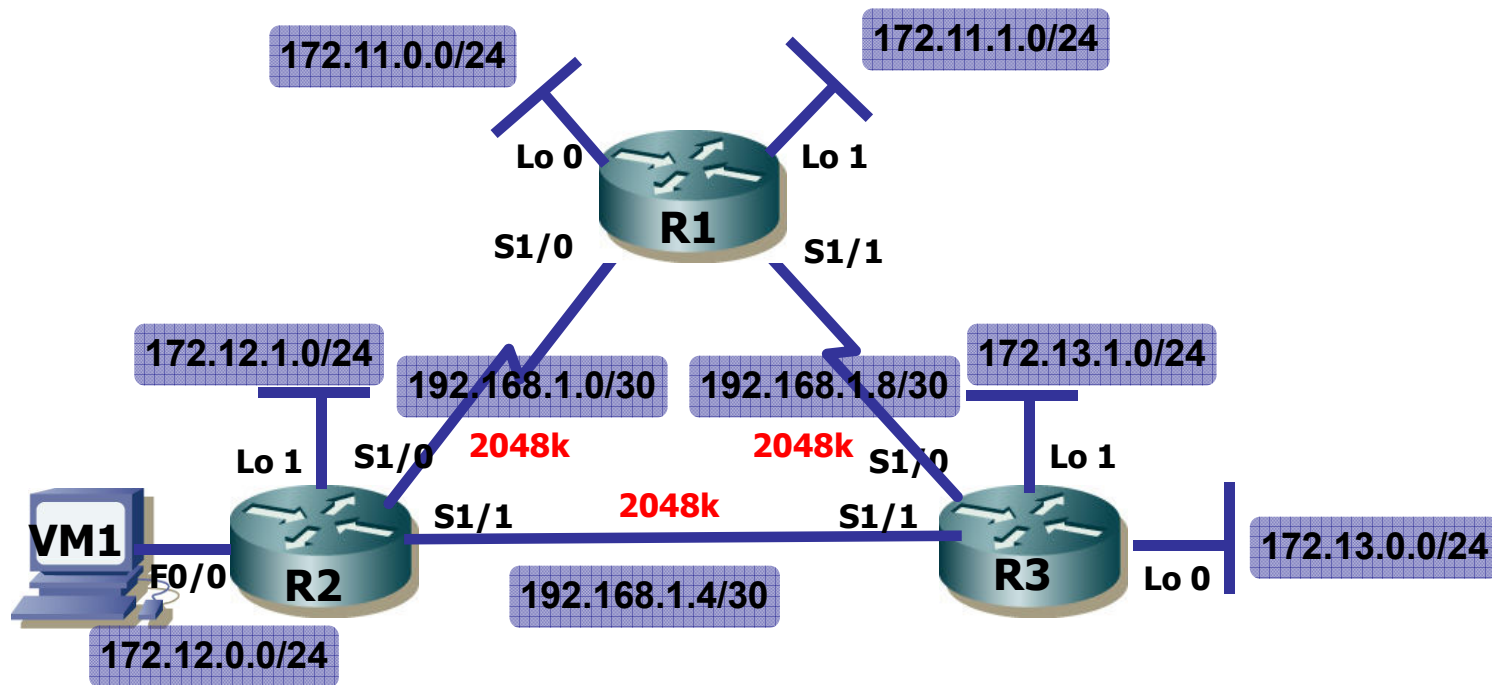 172.11.0.0/24
172.11.1.0/24
Lo 0
Lo 1
R1
S1/0
S1/1
172.12.1.0/24
192.168.1.0/30
192.168.1.8/30
172.13.1.0/24
2048k
2048k
Lo 1
S1/0
S1/0
Lo 1
S1/1
2048k
S1/1
VM1
F0/0
R2
R3
Lo 0
172.13.0.0/24
192.168.1.4/30
172.12.0.0/24